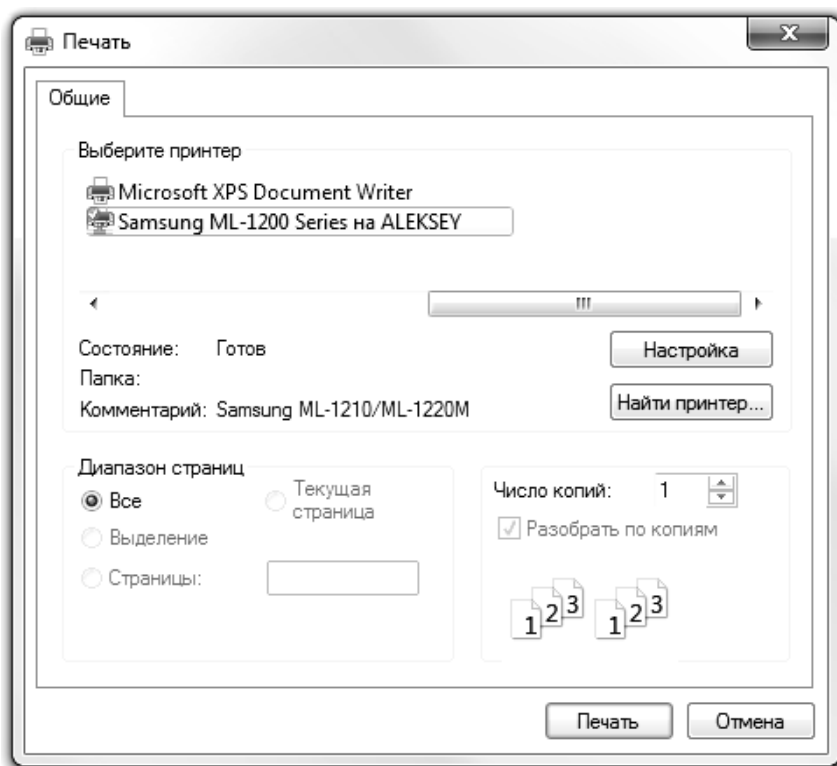 Печать
Общие
Выберите принтер
Microsoft XPS Document Writer
Samsung ML-1200 Series на ALEKSEY
Состояние: Готов
Настройка
Папка:
Комментарий: Samsung ML-1210/ML-1220M
Найти принтер...
Диапазон страниц
Все
Текущая
страница
Выделение
Страницы:
Число копий: 1
Разобрать по копиям
1 2 3 1 2 3
Печать
Отмена